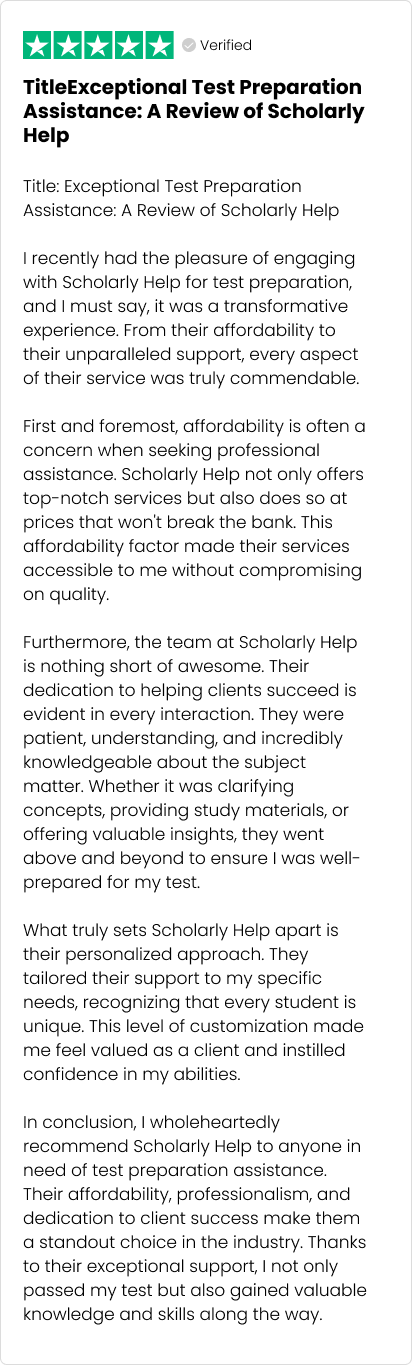 Verified
TitleExceptional Test Preparation
Assistance: A Review of Scholarly
Help
Title: Exceptional Test Preparation
Assistance: A Review of Scholarly Help
I recently had the pleasure of engaging
with Scholarly Help for test preparation,
and I must say, it was a transformative
experience. From their affordability to
their unparalleled support, every aspect
of their service was truly commendable.
First and foremost, affordability is often a
concern when seeking professional
assistance. Scholarly Help not only offers
top-notch services but also does so at
prices that won't break the bank. This
affordability factor made their services
accessible to me without compromising
on quality.
Furthermore, the team at Scholarly Help
is nothing short of awesome. Their
dedication to helping clients succeed is
evident in every interaction. They were
patient, understanding, and incredibly
knowledgeable about the subject
matter. Whether it was clarifying
concepts, providing study materials, or
offering valuable insights, they went
above and beyond to ensure I was well-
prepared for my test.
What truly sets Scholarly Help apart is
their personalized approach. They
tailored their support to my specific
needs, recognizing that every student is
unique. This level of customization made
me feel valued as a client and instilled
confidence in my abilities.
In conclusion, I wholeheartedly
recommend Scholarly Help to anyone in
need of test preparation assistance.
Their affordability, professionalism, and
dedication to client success make them
a standout choice in the industry. Thanks
to their exceptional support, I not only
passed my test but also gained valuable
knowledge and skills along the way.